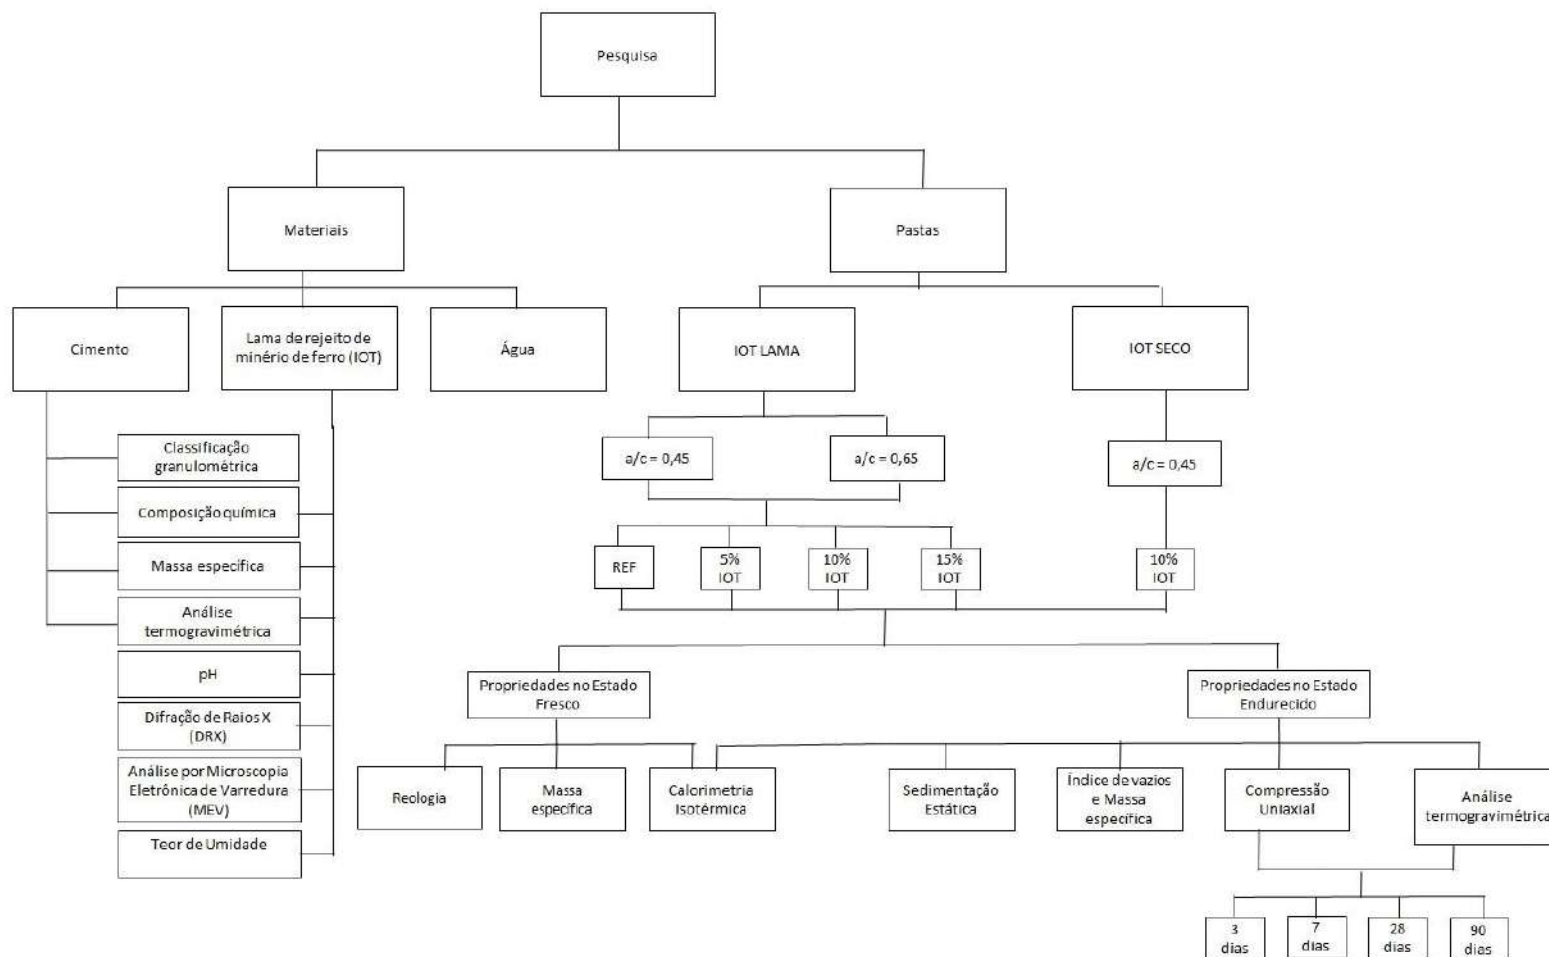 Pesquisa
Materiais
Pastas
Cimento
Lama de rejeito de
minério de ferro (IOT)
Água
IOT LAMA
IOT SECO
Classificação
granulométrica
Composição química
Massa específica
Análise
termogravimétrica
pH
Difração de Raios X
(DRX)
Análise por Microscopia
Eletrônica de Varredura
(MEV)
Teor de Umidade
a/c = 0,45
a/c = 0,65
a/c = 0,45
REF
5%
IOT
10%
IOT
15%
IOT
10%
IOT
Propriedades no Estado
Fresco
Propriedades no Estado
Endurecido
Reologia
Massa
específica
Calorimetria
Isotérmica
Sedimentação
Estática
Índice de vazios
e Massa
específica
Compressão
Uniaxial
Análise
termogravimétrica
3
dias
7
dias
28
dias
90
dias